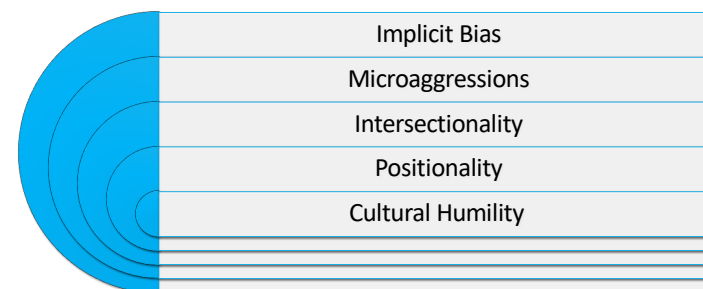 Implicit Bias
Microaggressions
Intersectionality
Positionality
Cultural Humility